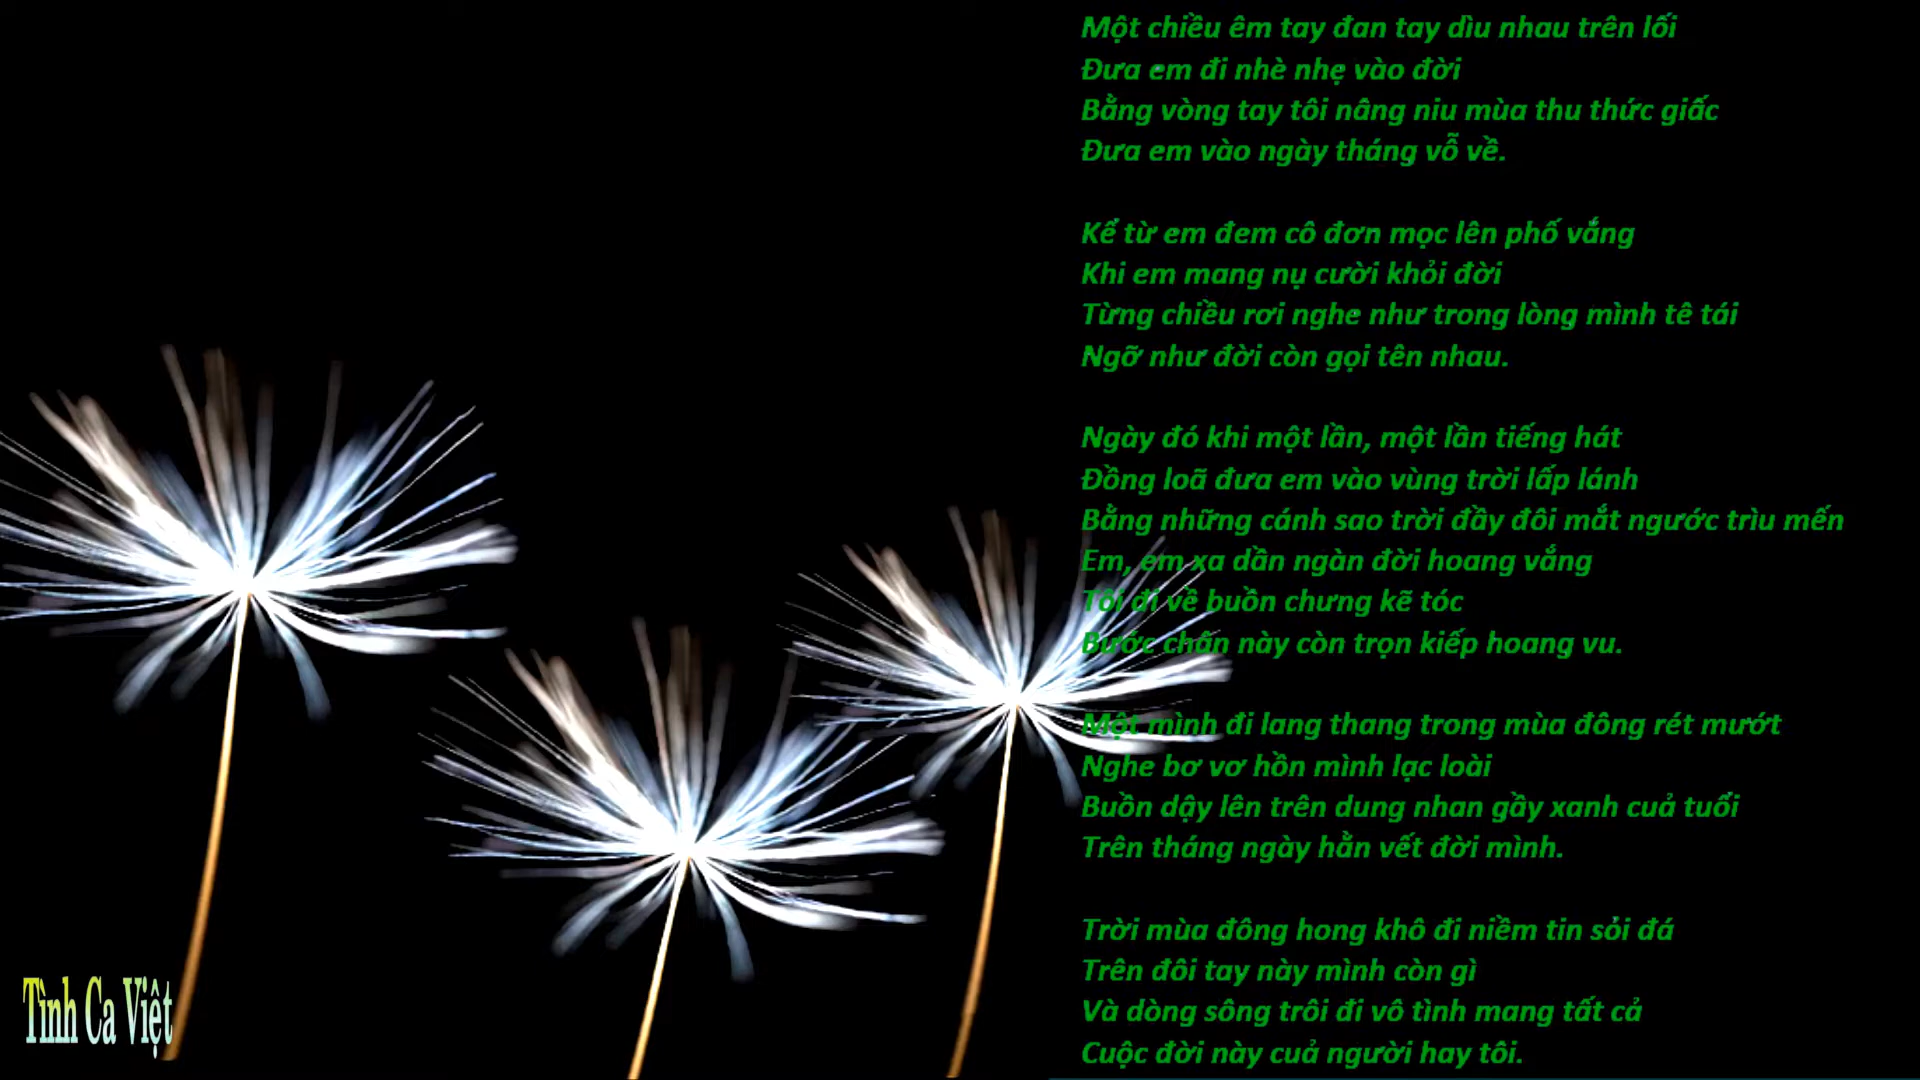 Một chiều êm tay đan tay dìu nhau trên lối
Đưa em đi nhè nhẹ vào đời
Bằng vòng tay tôi nâng niu mùa thu thức giấc
Đưa em vào ngày tháng vỗ về.
Kể từ em đem cô đơn mọc lên phố vắng
Khi em mang nụ cười khỏi đời
Từng chiều rơi nghe như trong lòng mình tê tái
Ngỡ như đời còn gọi tên nhau.
Ngày đó khi một lần, một lần tiếng hát
Đồng loã đưa em vào vùng trời lấp lánh
Bằng những cánh sao trời đầy đôi mắt ngước trìu mến
Em, em xa dần ngàn đời hoang vắng
Tôi đi về buồn chưng kẽ tóc
Bước chân này còn trọn kiếp hoang vu.
Một mình đi lang thang trong mùa đông rét mướt
Nghe bơ vơ hồn mình lạc loài
Buồn dậy lên trên dung nhan gầy xanh cuả tuổi
Trên tháng ngày hằn vết đời mình.
Trời mùa đông hong khô đi niềm tin sỏi đá
Trên đôi tay này mình còn gì
Và dòng sông trôi đi vô tình mang tất cả
Cuộc đời này cuả người hay tôi.
Tình Ca Việt